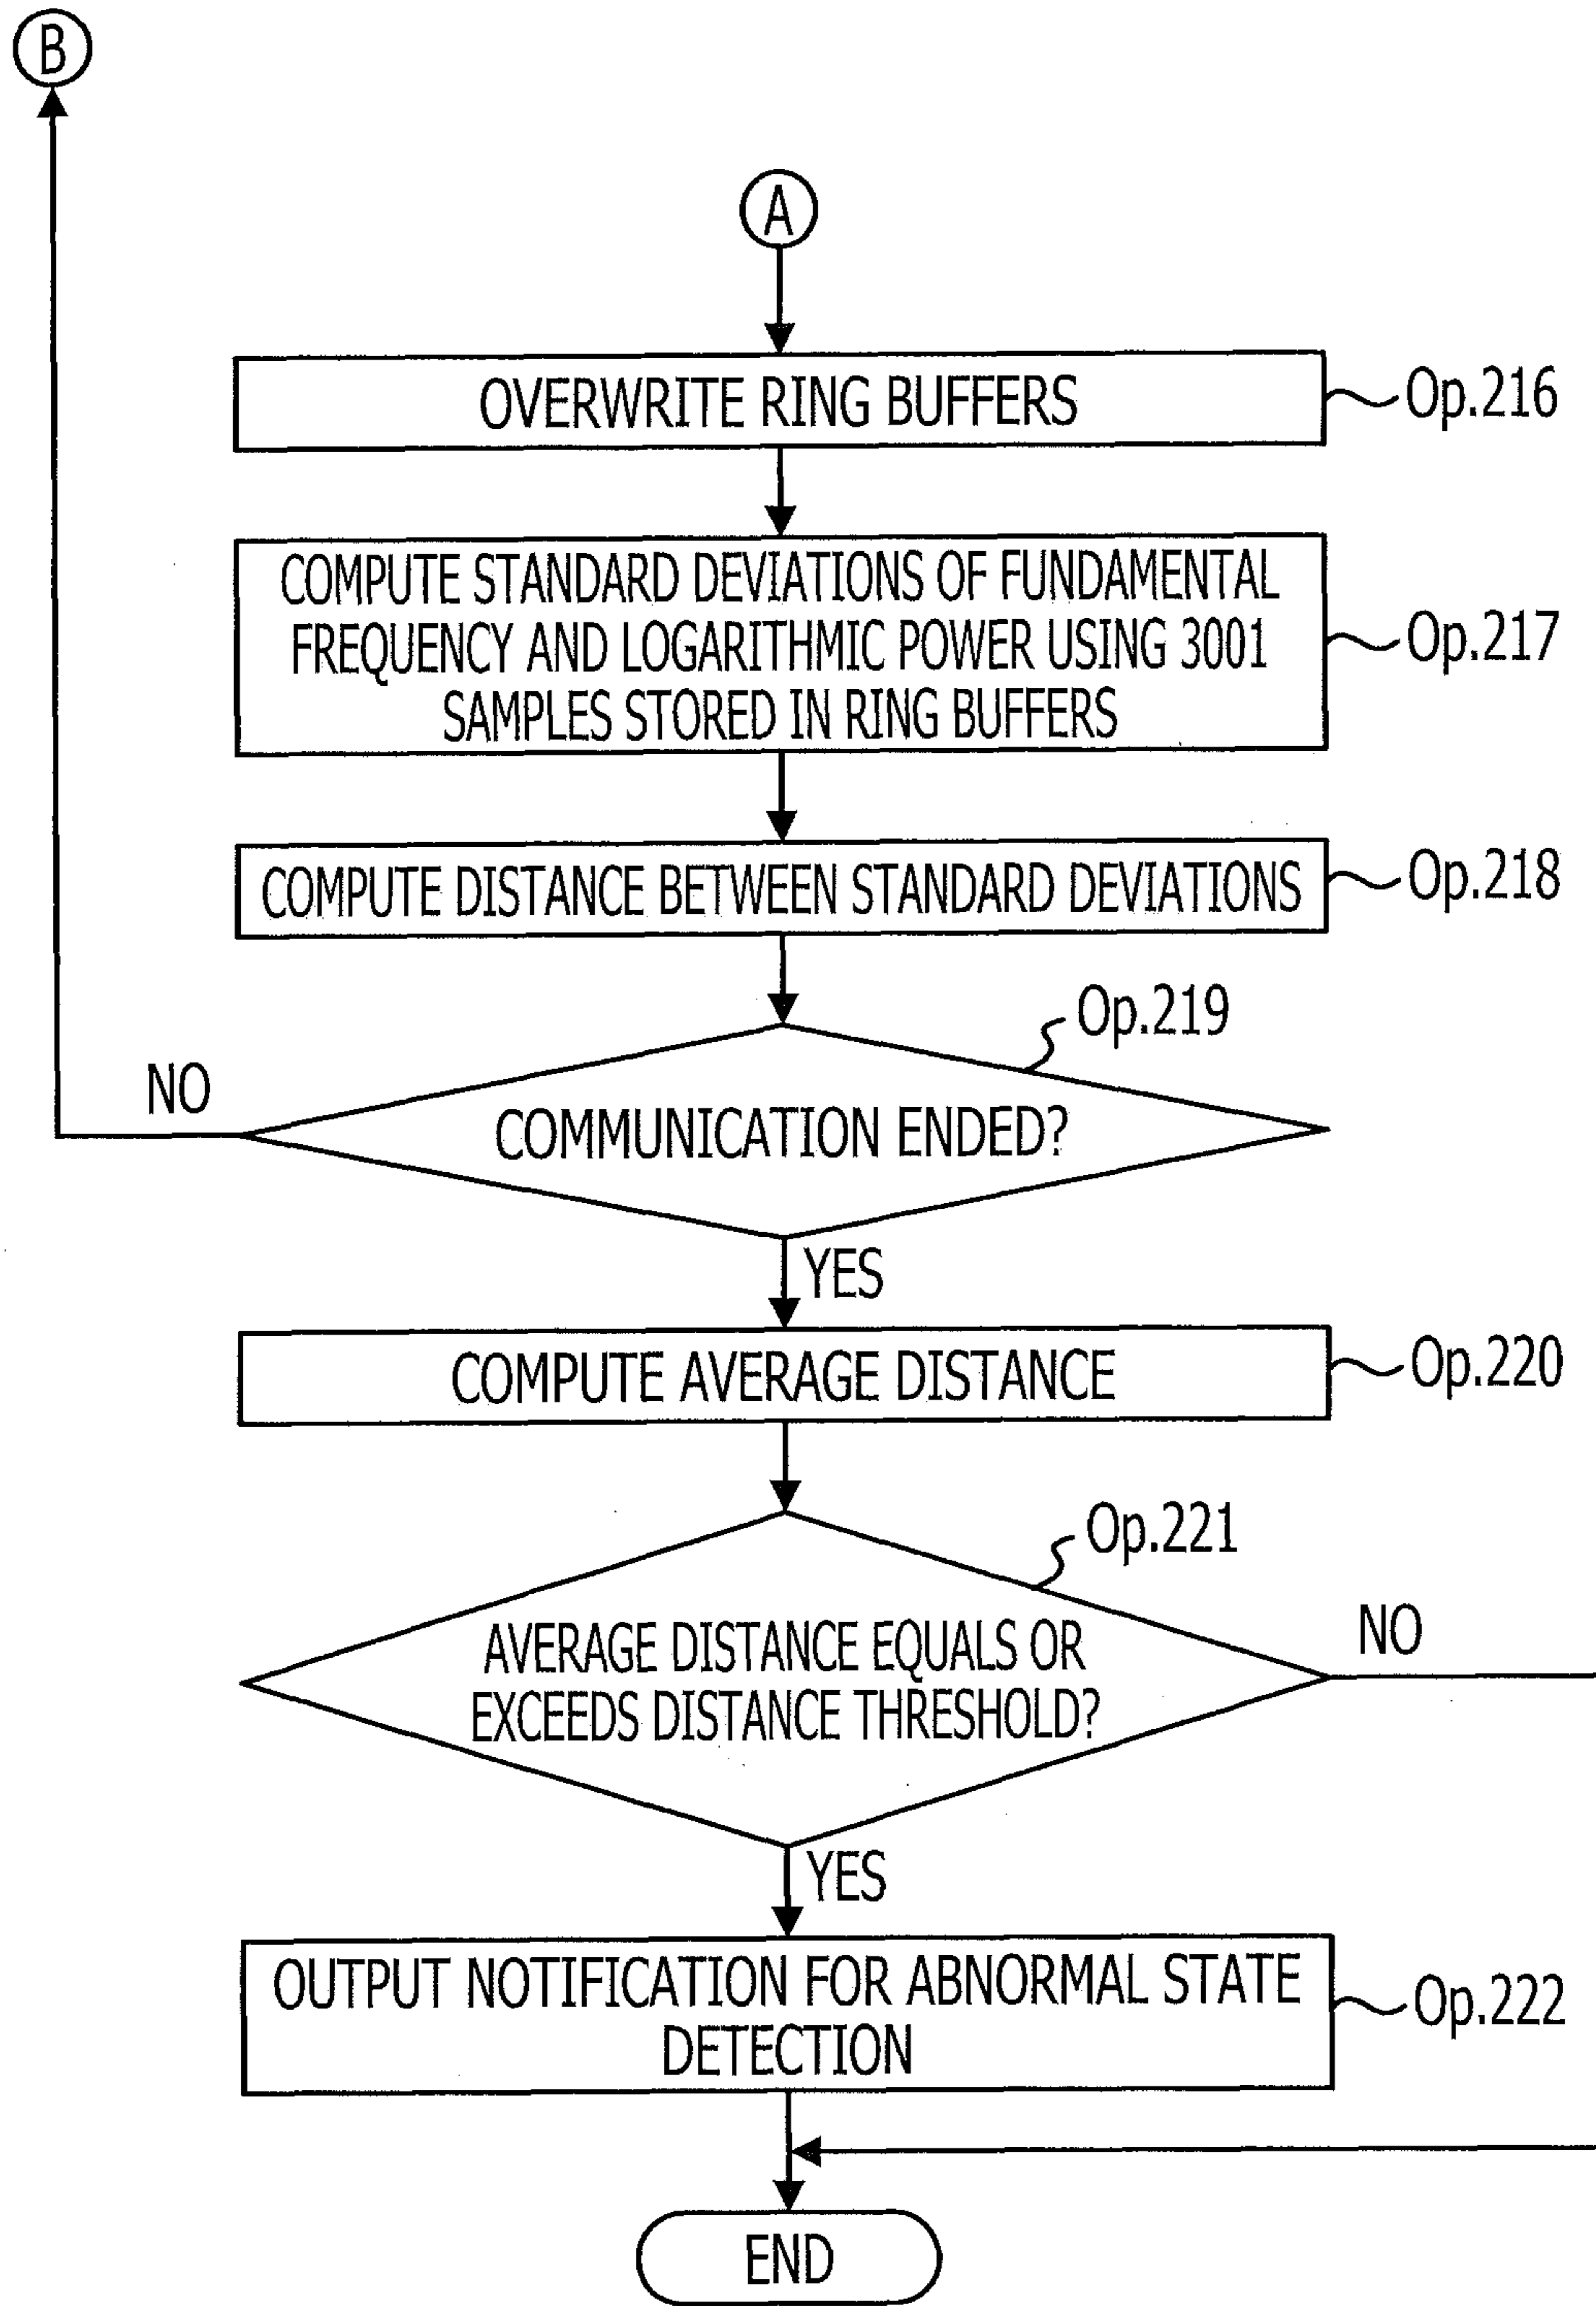 B
A
OVERWRITE RING BUFFERS
Op.216
COMPUTE STANDARD DEVIATIONS OF FUNDAMENTAL
FREQUENCY AND LOGARITHMIC POWER USING 3001
SAMPLES STORED IN RING BUFFERS
Op.217
COMPUTE DISTANCE BETWEEN STANDARD DEVIATIONS
Op.218
Op.219
NO
COMMUNICATION ENDED?
YES
COMPUTE AVERAGE DISTANCE
Op.220
Op.221
AVERAGE DISTANCE EQUALS OR
EXCEEDS DISTANCE THRESHOLD?
NO
YES
OUTPUT NOTIFICATION FOR ABNORMAL STATE
DETECTION
Op.222
END